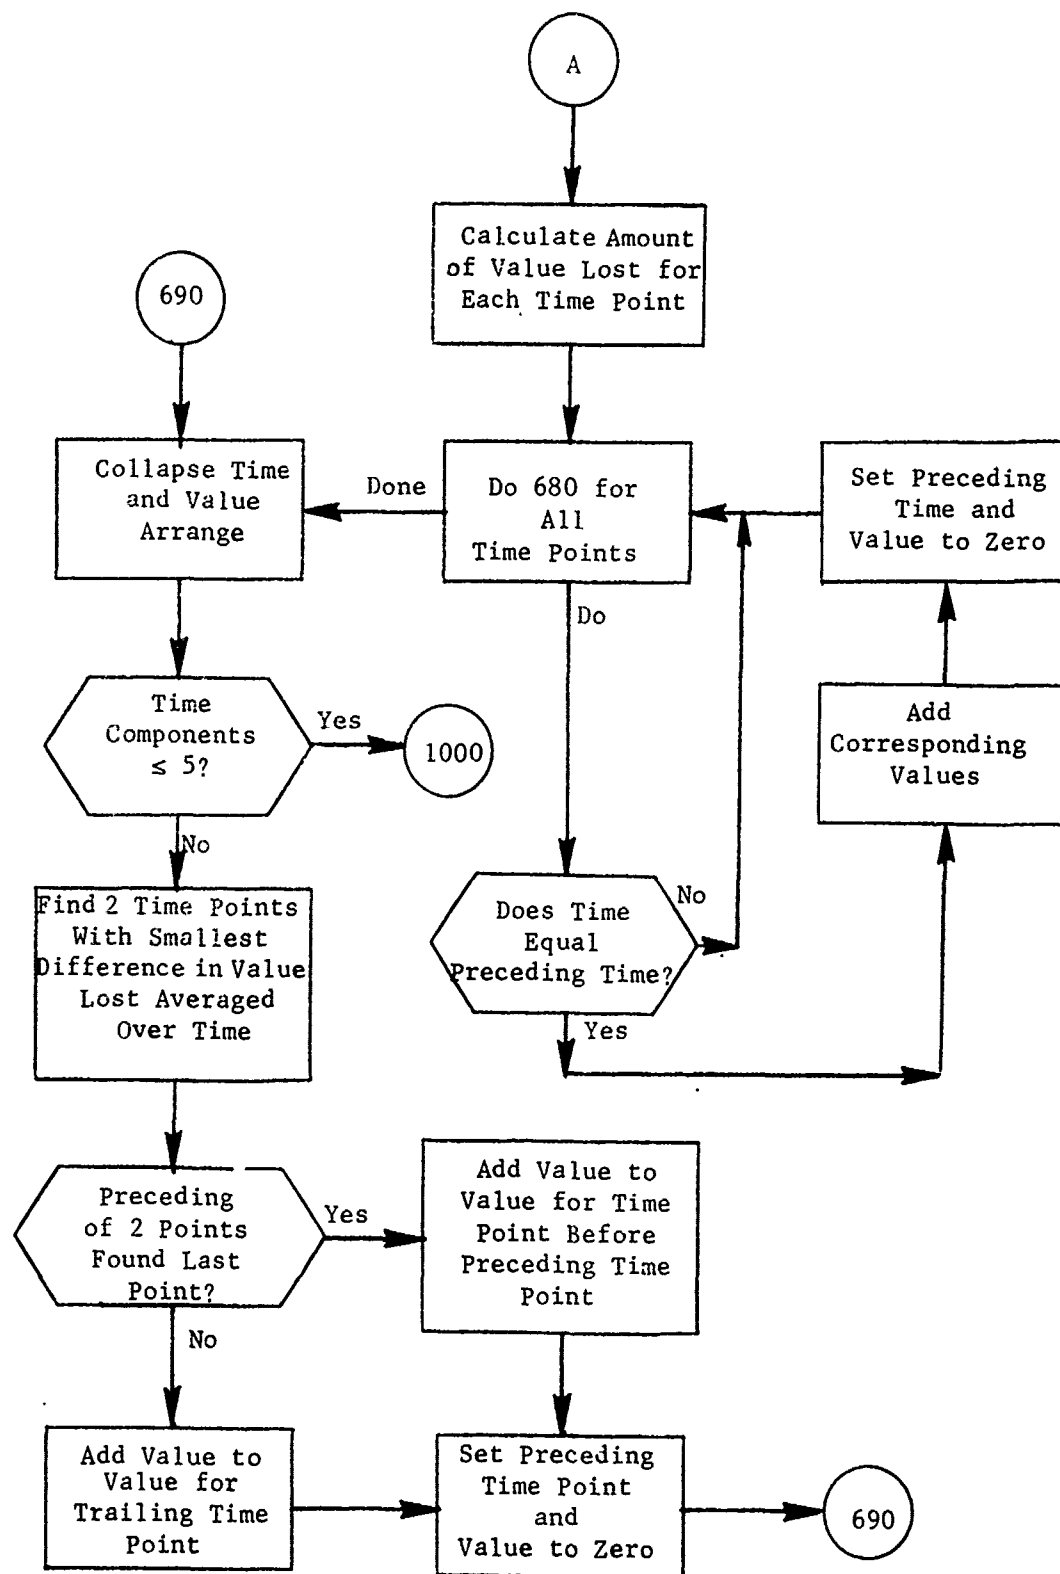 A
Calculate Amount
of Value Lost for
Each Time Point
690
Collapse Time
and Value
Arrange
Done
Do 680 for
All
Time Points
Set Preceding
Time and
Value to Zero
Do
Time
Components
≤ 5?
Yes
1000
Add
Corresponding
Values
No
Find 2 Time Points
With Smallest
Difference in Value
Lost Averaged
Over Time
Does Time
Equal
Preceding Time?
No
Yes
Preceding
of 2 Points
Found Last
Point?
Yes
Add Value to
Value for Time
Point Before
Preceding Time
Point
No
Add Value to
Value for
Trailing Time
Point
Set Preceding
Time Point
and
Value to Zero
690